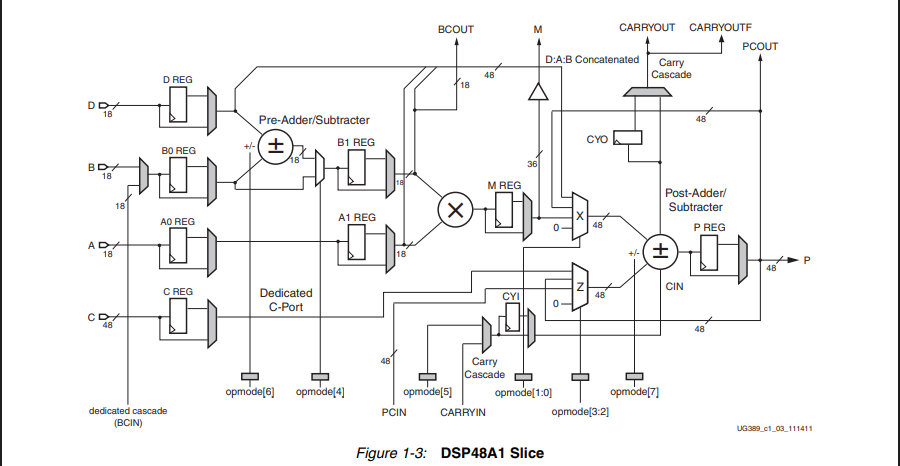 BCOUT
M
CARRYOUT
CARRYOUTF
PCOUT
D:A:B Concatenated
Carry
Cascade
48
18
D REG
D
18
Pre-Adder/Subtracter
+/-
±
18
B0 REG
B
18
18
B1 REG
18
48
CYO
36
M REG
×
X
0
48
Post-Adder/
Subtracter
A0 REG
A
18
A1 REG
18
+/-
±
P REG
48
P
CIN
C REG
C
48
Dedicated
C-Port
Z
0
48
CYI
48
48
Carry
Cascade
opmode[6]
opmode[4]
opmode[5]
opmode[1:0]
opmode[7]
dedicated cascade
(BCIN)
PCIN
CARRYIN
opmode[3:2]
UG389_c1_03_111411
Figure 1-3: DSP48A1 Slice